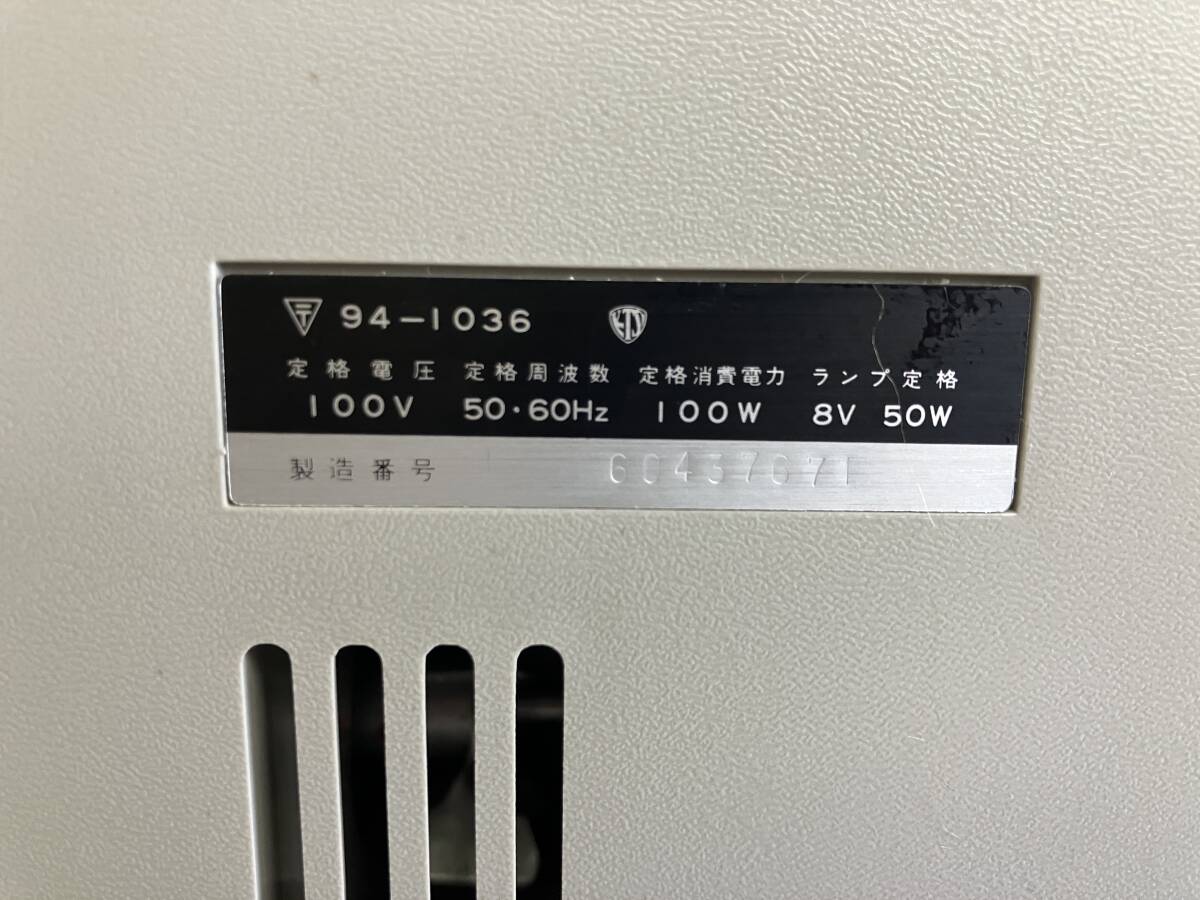 〒 94-1036
定格電圧 定格周波数 定格消費電力 ランプ定格
100V 50·60Hz 100W 8V 50W
製造番号 60437671